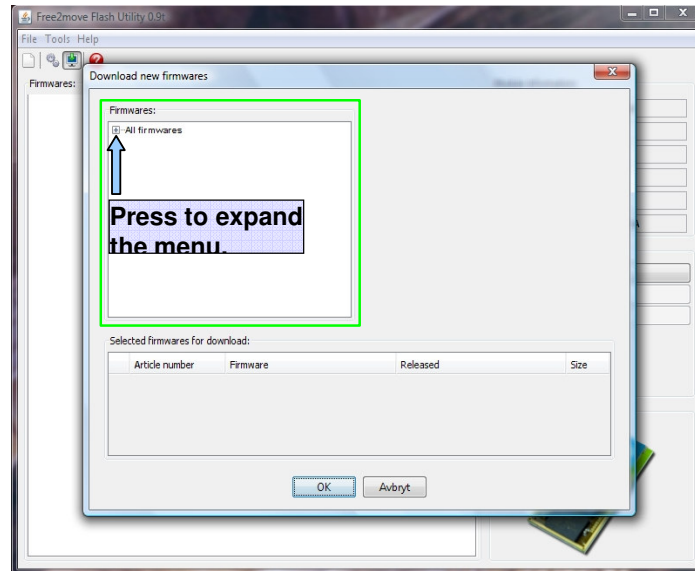 Free2move Flash Utility 0.9t
File Tools Help
Firmwares:
Download new firmwares
Firmwares:
All firmwares
Press to expand
the menu.
Selected firmwares for download:
Article number Firmware Released Size
OK Avbryt